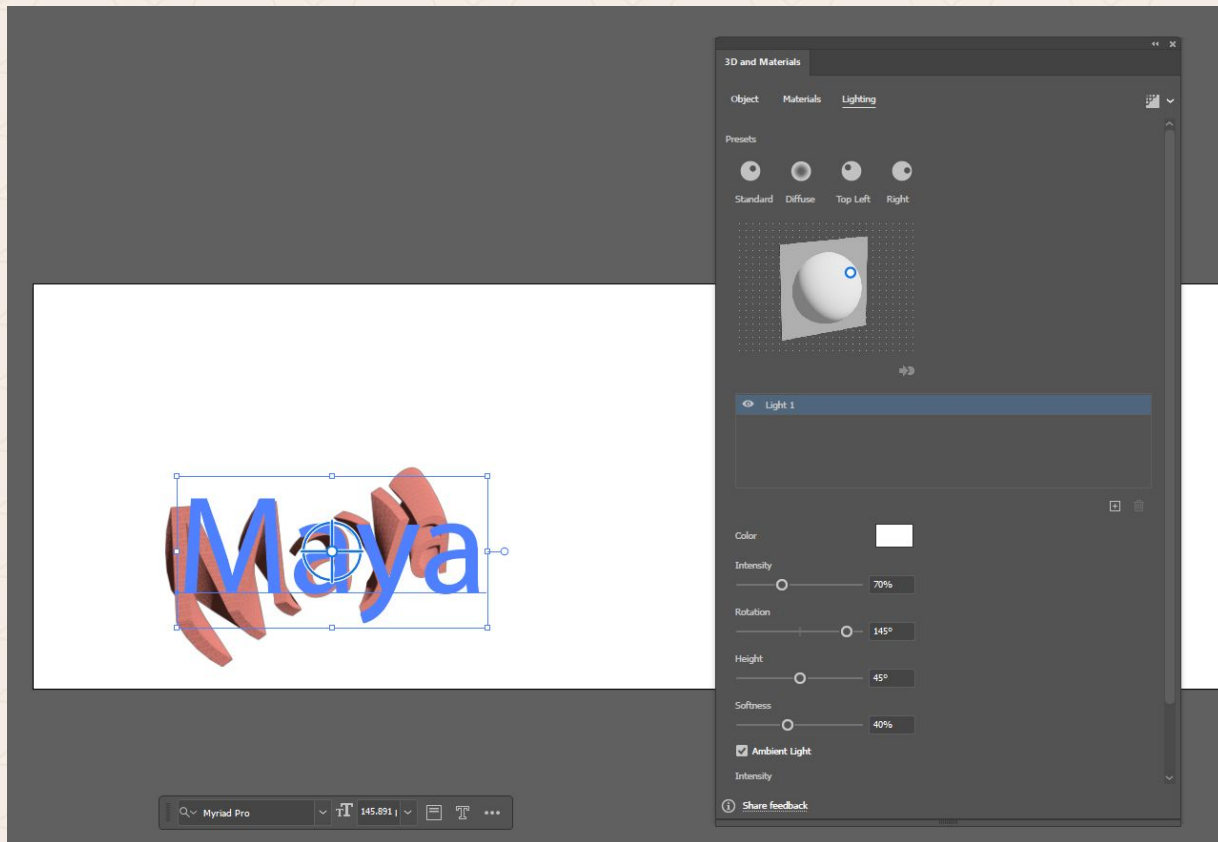 3D and Materials
Object Materials Lighting
Presets
Standard Diffuse Top Left Right
Light 1
Color
Intensity
70%
Rotation
145°
Height
45°
Softness
40%
Ambient Light
Intensity
Share feedback
Maya
Myriad Pro
145.891